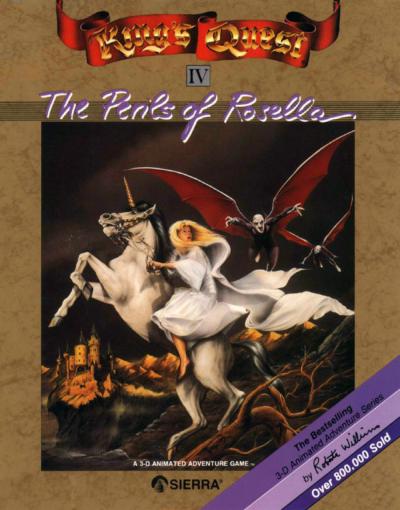 King's Quest
IV
The Perils of Rosella
A 3-D ANIMATED ADVENTURE GAME ™
SIERRA®
The Bestselling
3-D Animated Adventure Series
by Roberta Williams
Over 800,000 Sold